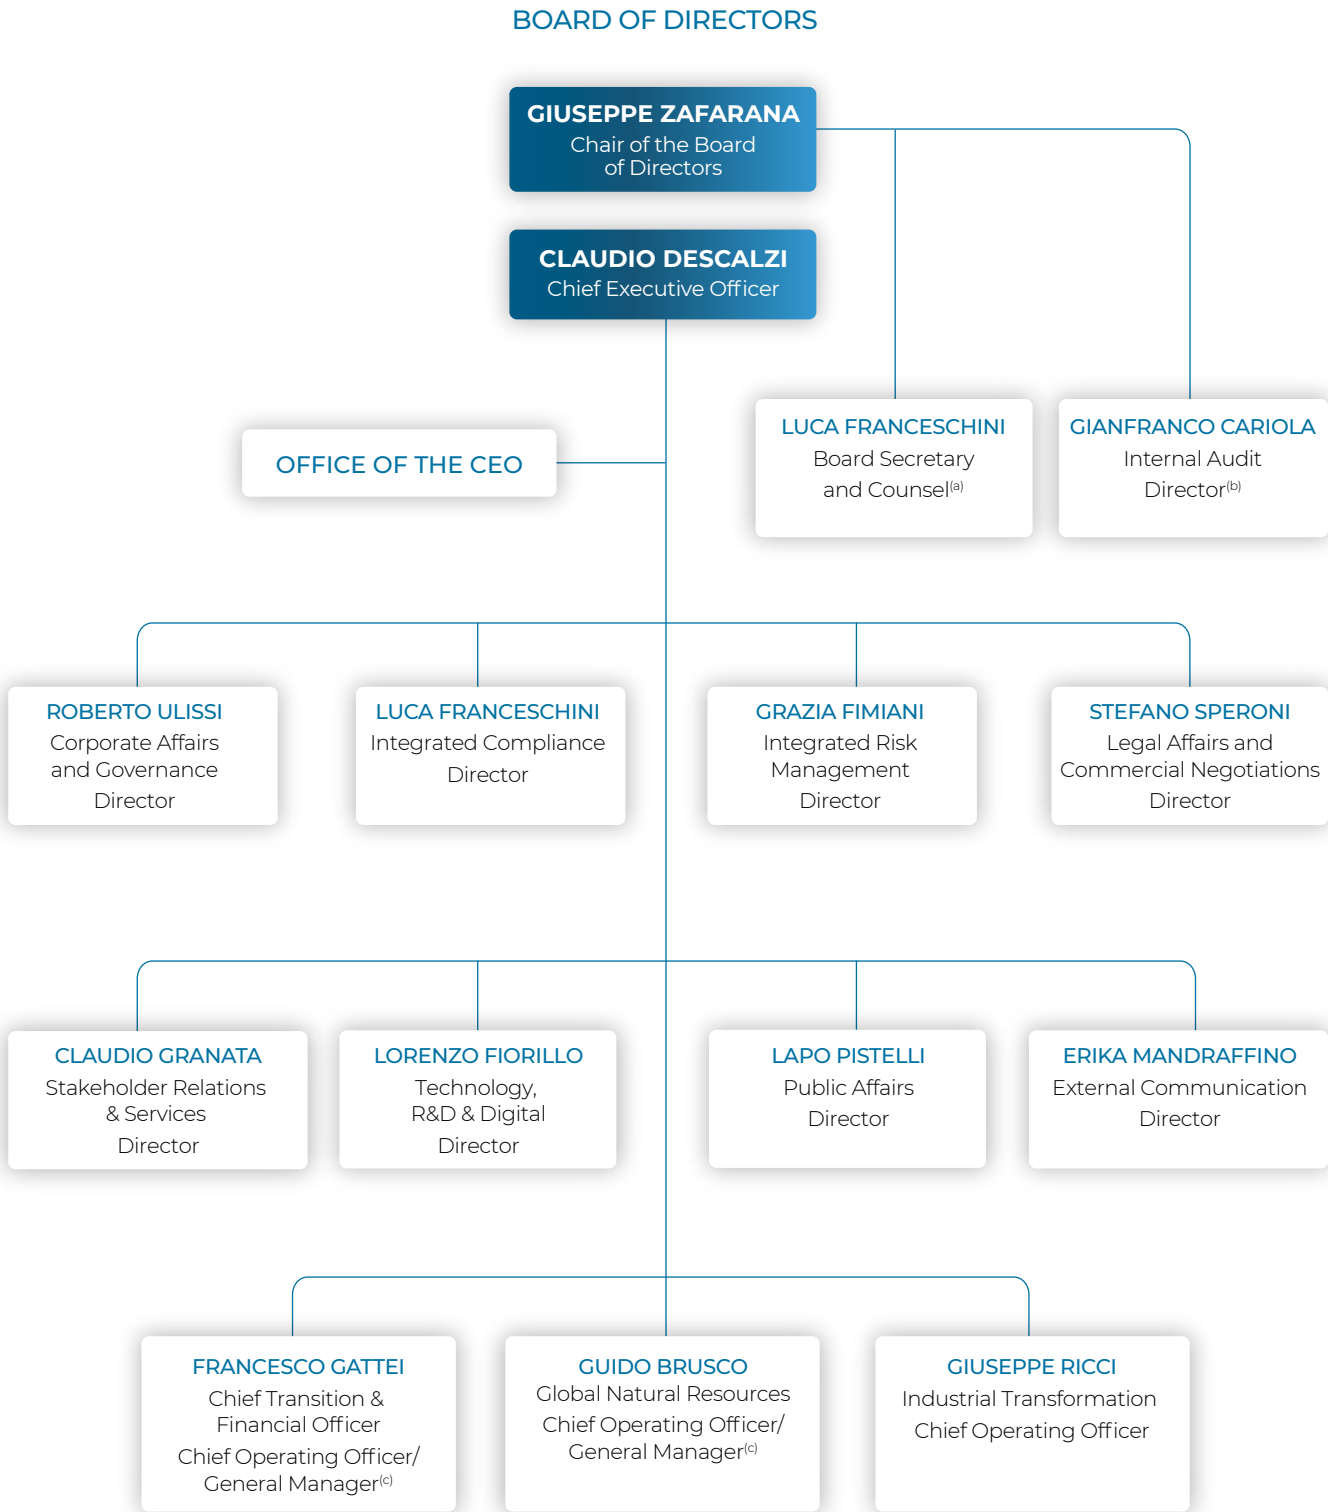 BOARD OF DIRECTORS
GIUSEPPE ZAFARANA
Chair of the Board
of Directors
CLAUDIO DESCALZI
Chief Executive Officer
OFFICE OF THE CEO
LUCA FRANCESCHINI
Board Secretary
and Counsel(a)
GIANFRANCO CARIOLA
Internal Audit
Director(b)
ROBERTO ULISSI
Corporate Affairs
and Governance
Director
LUCA FRANCESCHINI
Integrated Compliance
Director
GRAZIA FIMIANI
Integrated Risk
Management
Director
STEFANO SPERONI
Legal Affairs and
Commercial Negotiations
Director
CLAUDIO GRANATA
Stakeholder Relations
& Services
Director
LORENZO FIORILLO
Technology,
R&D & Digital
Director
LAPO PISTELLI
Public Affairs
Director
ERIKA MANDRAFFINO
External Communication
Director
FRANCESCO GATTEI
Chief Transition &
Financial Officer
Chief Operating Officer/
General Manager(c)
GUIDO BRUSCO
Global Natural Resources
Chief Operating Officer/
General Manager(c)
GIUSEPPE RICCI
Industrial Transformation
Chief Operating Officer